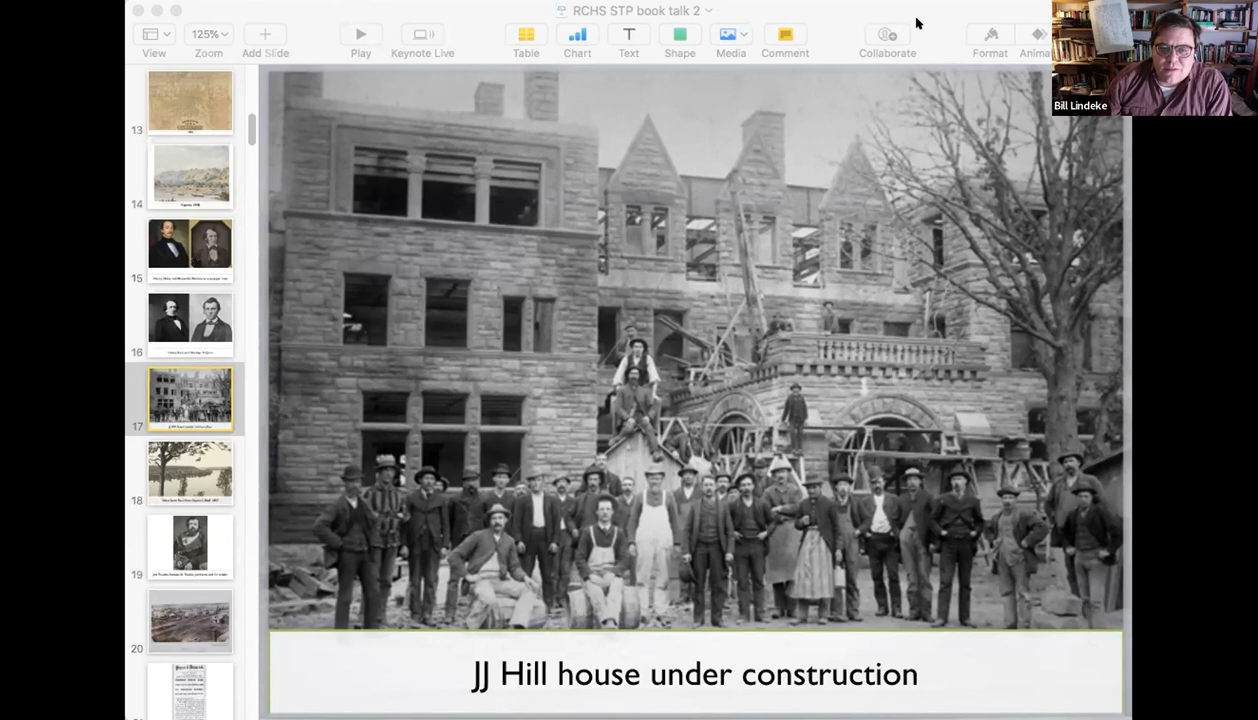 RCHS STP book talk 2
125%
View
Zoom
Add Slide
Play
Keynote Live
Table
Chart
Text
Shape
Media
Comment
Collaborate
Format
Animat
Bill Lindeke
13
14
15
16
17
18
19
20
JJ Hill house under construction